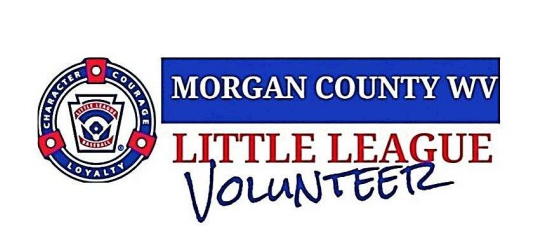 CHARACTER
COURAGE
LOYALTY
LITTLE LEAGUE
BASEBALL
®
MORGAN COUNTY WV
LITTLE LEAGUE
VOLUNTEER